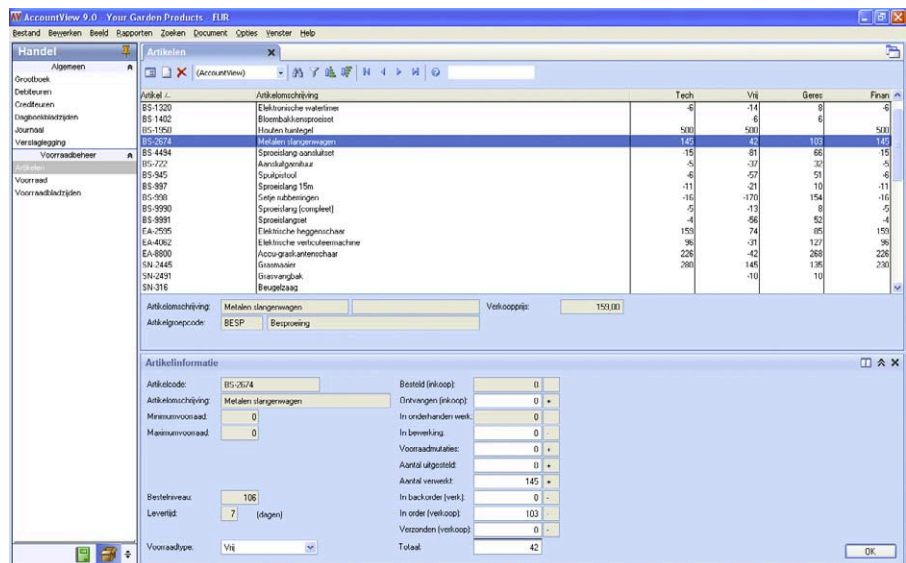 AccountView 9.0 - Your Garden Products - EUR
Bestand Bewerken Beeld Rapporten Zoeken Document Opties Venster Help
Handel
Algemeen
Grootboek
Debiteuren
Crediteuren
Dagboekbladzijden
Journaal
Verslaglegging
Voorraadbeheer
Artikelen
Voorraad
Voorraadbladzijden
Artikelen
(AccountView)
Artikel Artikelomschrijving Tech Vrij Geres Finan
BS-1320 Elektronische watertimer -6 -14 8 -6
BS-1402 Bloembakkensproeiset -6 6
BS-1950 Houten tuintegel 500 500 500
BS-2674 Metalen slangenwagen 145 42 103 145
BS-4494 Sproeislang-aansluitset -15 -81 66 -15
BS-722 Aansluitgarnituur -5 -37 32 -5
BS-945 Spuitpistool -6 -57 51 -6
BS-997 Sproeislang 15m -11 -21 10 -11
BS-998 Setje rubberringen -16 -170 154 -16
BS-9990 Sproeislang (compleet) -5 -13 8 -5
BS-9991 Sproeislangset -4 -56 52 -4
EA-2595 Elektrische heggenschaar 159 74 85 159
EA-4062 Elektrische verticuteermachine 96 -31 127 96
EA-8800 Accu-graskantenschaar 226 -42 268 226
SN-2445 Grasmaaier 280 145 135 230
SN-2491 Grasvangbak -10 10
SN-316 Beugelzaag
Artikelomschrijving: Metalen slangenwagen Verkoopprijs: 159,00
Artikelgroepcode: BESP Besproeiing
Artikelinformatie
Artikelcode: BS-2674 Besteld (inkoop): 0
Artikelomschrijving: Metalen slangenwagen Ontvangen (inkoop): 0 +
Minimumvoorraad: 0 In onderhanden werk: 0
Maximumvoorraad: 0 In bewerking: 0 -
Voorraadmutaties: 0 +
Aantal uitgesteld: 0 +
Aantal verwerkt: 145 +
Bestelniveau: 106 In backorder (verk): 0 -
Levertijd: 7 (dagen) In order (verkoop): 103 -
Verzonden (verkoop): 0 -
Voorraadtype: Vrij Totaal: 42
OK